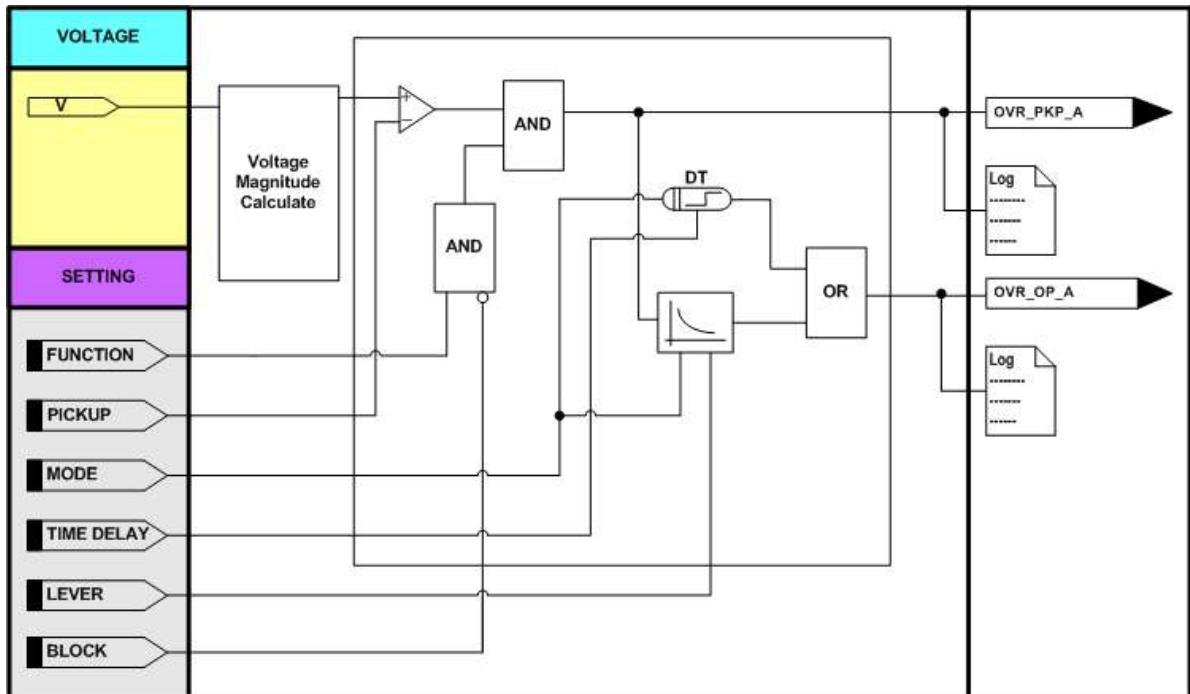 VOLTAGE
V
Voltage
Magnitude
Calculate
SETTING
FUNCTION
PICKUP
MODE
TIME DELAY
LEVER
BLOCK
+
−
AND
AND
DT
OR
OVR_PKP_A
Log
OVR_OP_A
Log